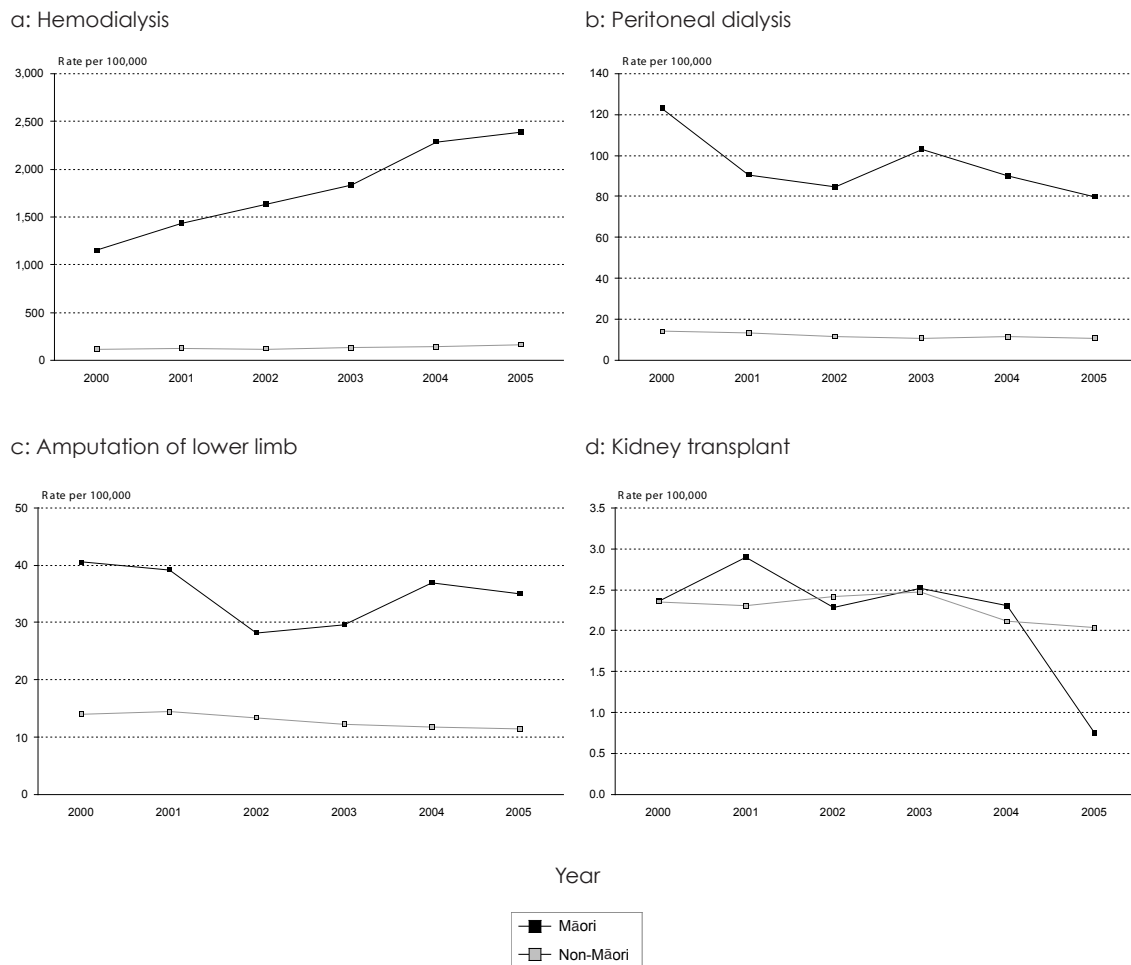 a: Hemodialysis
Rate per 100,000
3,000
2,500
2,000
1,500
1,000
500
0
2000 2001 2002 2003 2004 2005
b: Peritoneal dialysis
Rate per 100,000
140
120
100
80
60
40
20
0
2000 2001 2002 2003 2004 2005
c: Amputation of lower limb
Rate per 100,000
50
40
30
20
10
0
2000 2001 2002 2003 2004 2005
d: Kidney transplant
Rate per 100,000
3.5
3.0
2.5
2.0
1.0
0.5
0.0
2000 2001 2002 2003 2004 2005
Year
Māori
Non-Māori